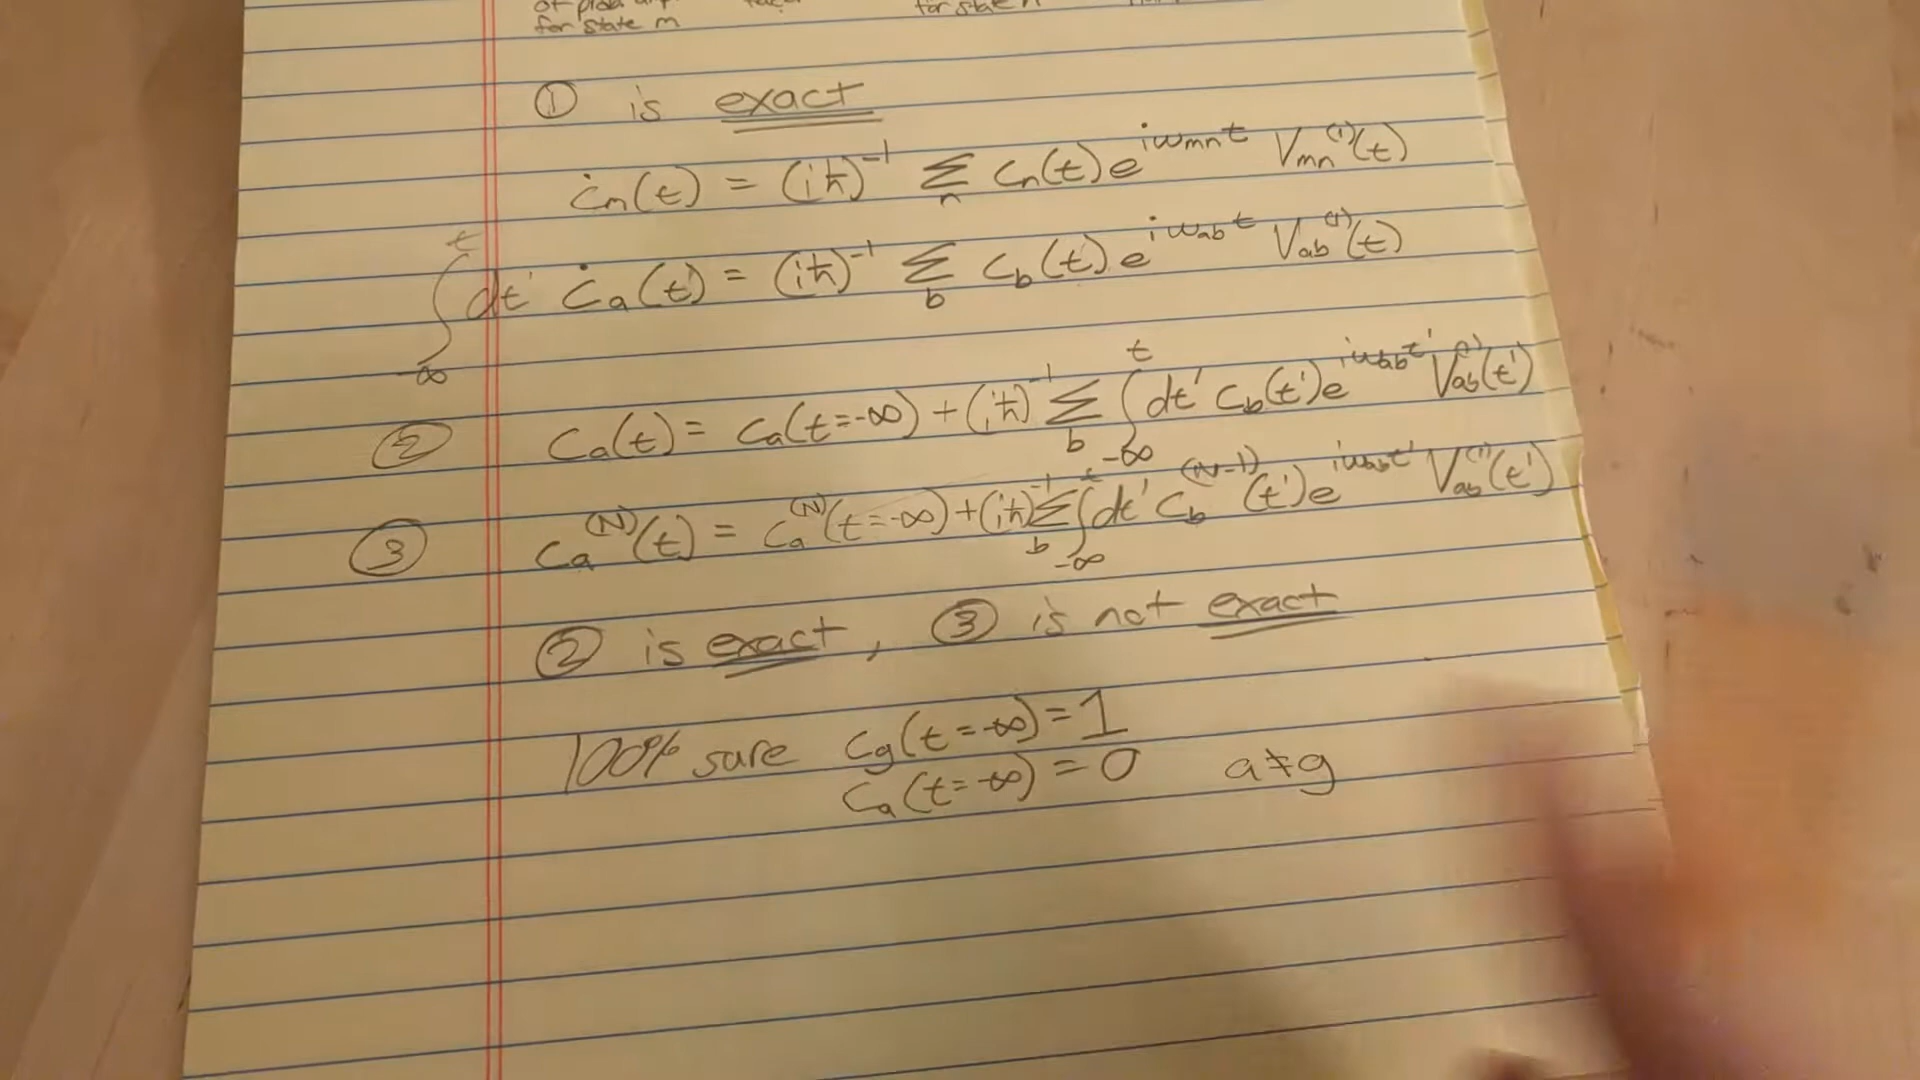 for state m for state n
① is exact
ċm(t) = (iħ)⁻¹ Σn cn(t) e^{iωmn t} Vmn^{(1)}(t)
∫_{-∞}^{t} dt' ċa(t') = (iħ)⁻¹ Σb cb(t) e^{iωab t} Vab^{(1)}(t)
② ca(t) = ca(t=-∞) + (iħ)⁻¹ Σb ∫_{-∞}^{t} dt' cb(t') e^{iωab t'} Vab^{(1)}(t')
③ ca^{(N)}(t) = ca^{(N)}(t=-∞) + (iħ)⁻¹ Σb ∫_{-∞}^{t} dt' cb^{(N-1)}(t') e^{iωab t'} Vab^{(1)}(t')
② is exact, ③ is not exact
100% sure cg(t=-∞) = 1
ca(t=-∞) = 0 a≠g